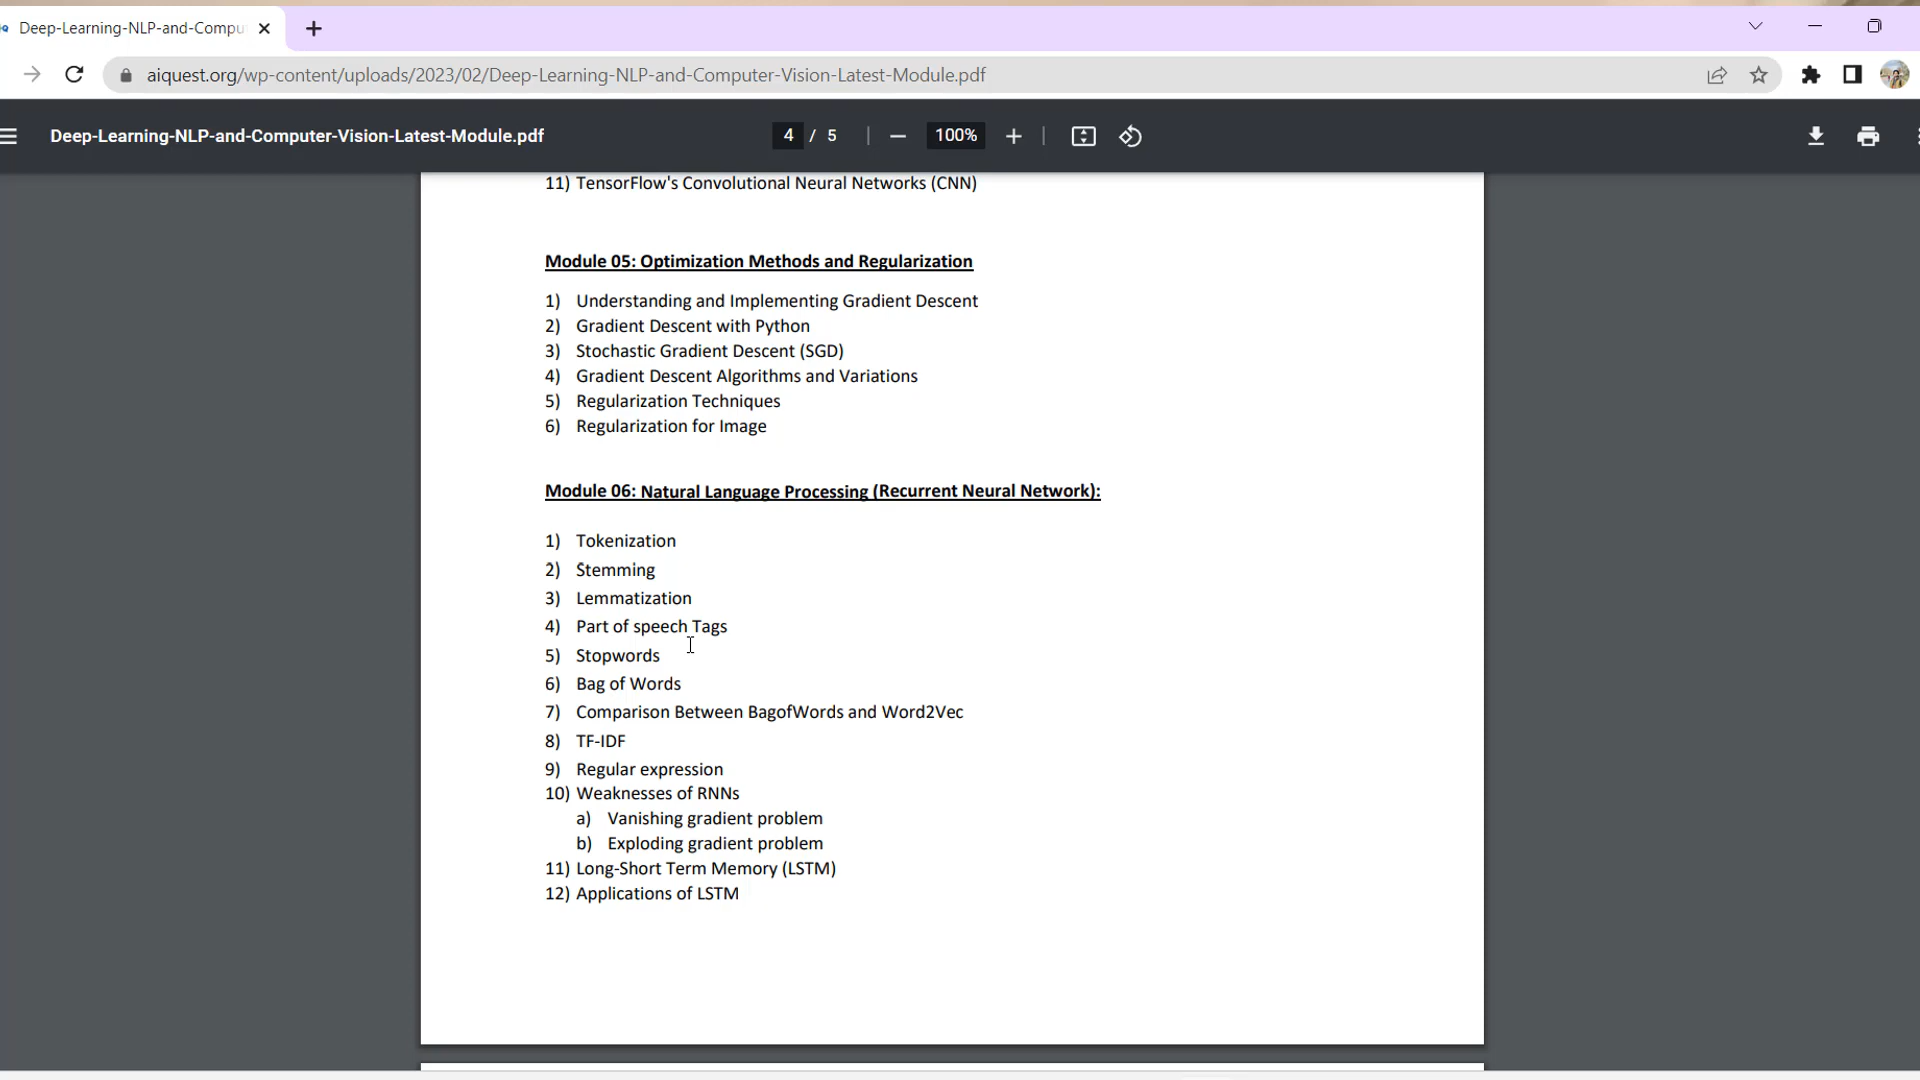 Deep-Learning-NLP-and-Compu
aiquest.org/wp-content/uploads/2023/02/Deep-Learning-NLP-and-Computer-Vision-Latest-Module.pdf
Deep-Learning-NLP-and-Computer-Vision-Latest-Module.pdf 4 / 5 100%
11) TensorFlow's Convolutional Neural Networks (CNN)
Module 05: Optimization Methods and Regularization
1) Understanding and Implementing Gradient Descent
2) Gradient Descent with Python
3) Stochastic Gradient Descent (SGD)
4) Gradient Descent Algorithms and Variations
5) Regularization Techniques
6) Regularization for Image
Module 06: Natural Language Processing (Recurrent Neural Network):
1) Tokenization
2) Stemming
3) Lemmatization
4) Part of speech Tags
5) Stopwords
6) Bag of Words
7) Comparison Between BagofWords and Word2Vec
8) TF-IDF
9) Regular expression
10) Weaknesses of RNNs
a) Vanishing gradient problem
b) Exploding gradient problem
11) Long-Short Term Memory (LSTM)
12) Applications of LSTM